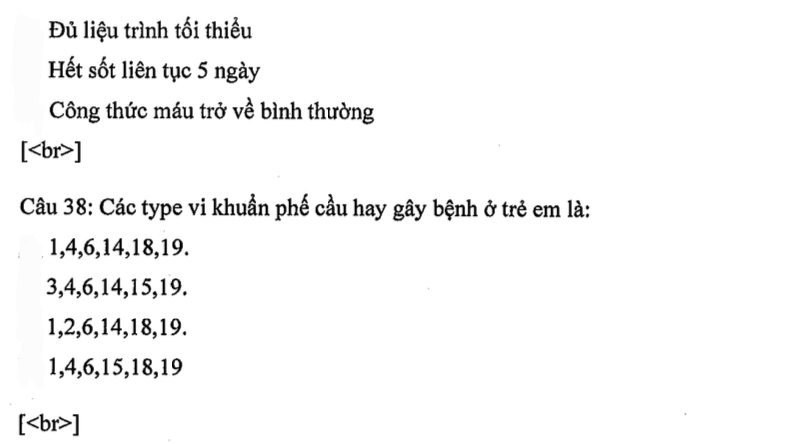 Đủ liệu trình tối thiểu
Hết sốt liên tục 5 ngày
Công thức máu trở về bình thường
[<br>]
Câu 38: Các type vi khuẩn phế cầu hay gây bệnh ở trẻ em là:
1,4,6,14,18,19.
3,4,6,14,15,19.
1,2,6,14,18,19.
1,4,6,15,18,19
[<br>]